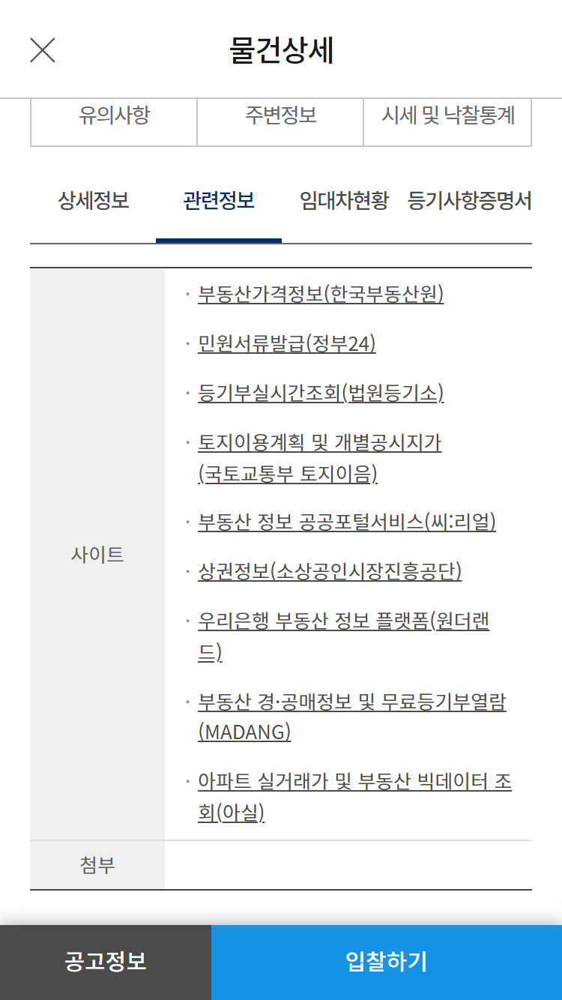 물건상세
유의사항 주변정보 시세 및 낙찰통계
상세정보 관련정보 임대차현황 등기사항증명서
사이트
· 부동산가격정보(한국부동산원)
· 민원서류발급(정부24)
· 등기부실시간조회(법원등기소)
· 토지이용계획 및 개별공시지가
(국토교통부 토지이음)
· 부동산 정보 공공포털서비스(씨:리얼)
· 상권정보(소상공인시장진흥공단)
· 우리은행 부동산 정보 플랫폼(원더랜
드)
· 부동산 경·공매정보 및 무료등기부열람
(MADANG)
· 아파트 실거래가 및 부동산 빅데이터 조
회(아실)
첨부
공고정보 입찰하기